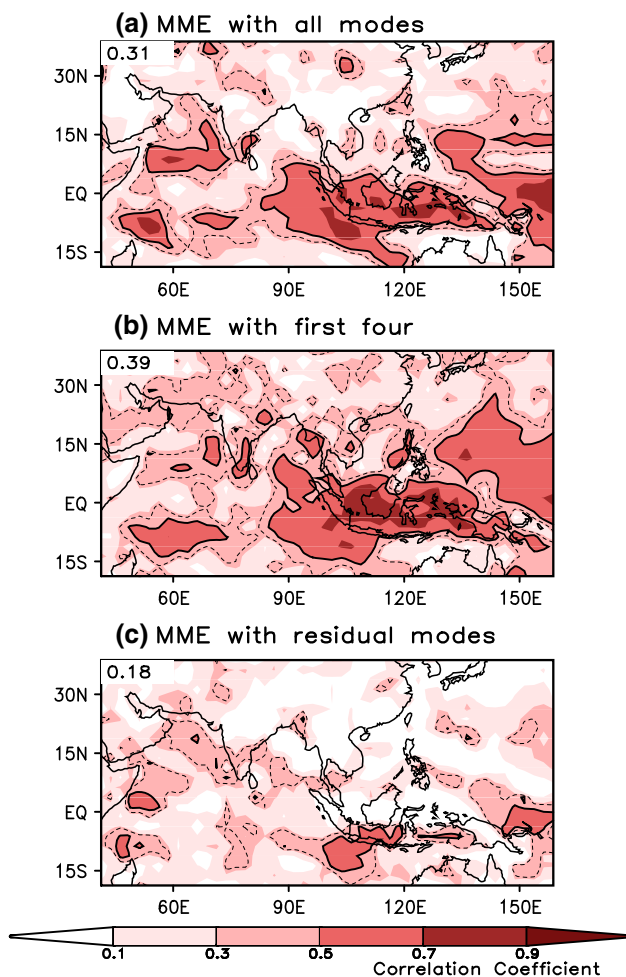 (a) MME with all modes
0.31
30N
15N
EQ
15S
60E 90E 120E 150E
(b) MME with first four
0.39
30N
15N
EQ
15S
60E 90E 120E 150E
(c) MME with residual modes
0.18
30N
15N
EQ
15S
60E 90E 120E 150E
0.1 0.3 0.5 0.7 0.9
Correlation Coefficient